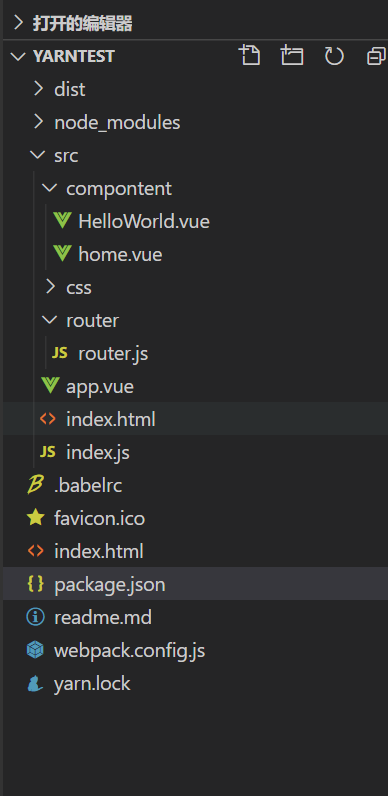 打开的编辑器
YARNTEST
dist
node_modules
src
compontent
HelloWorld.vue
home.vue
css
router
JS router.js
app.vue
index.html
JS index.js
.babelrc
favicon.ico
index.html
package.json
readme.md
webpack.config.js
yarn.lock